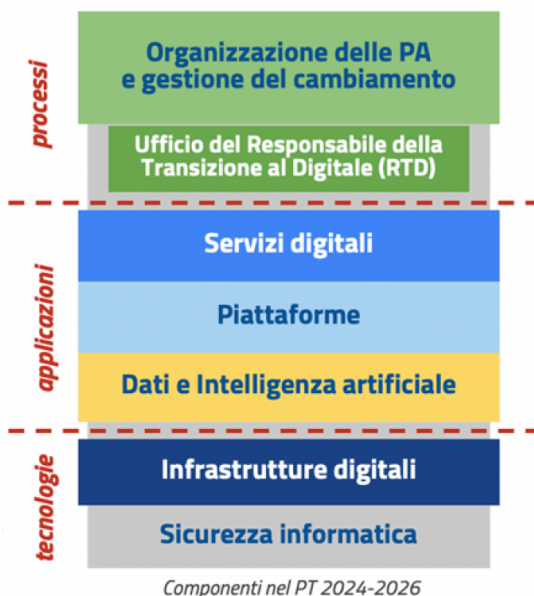 processi
Organizzazione delle PA
e gestione del cambiamento
Ufficio del Responsabile della
Transizione al Digitale (RTD)
applicazioni
Servizi digitali
Piattaforme
Dati e Intelligenza artificiale
tecnologie
Infrastrutture digitali
Sicurezza informatica
Componenti nel PT 2024-2026